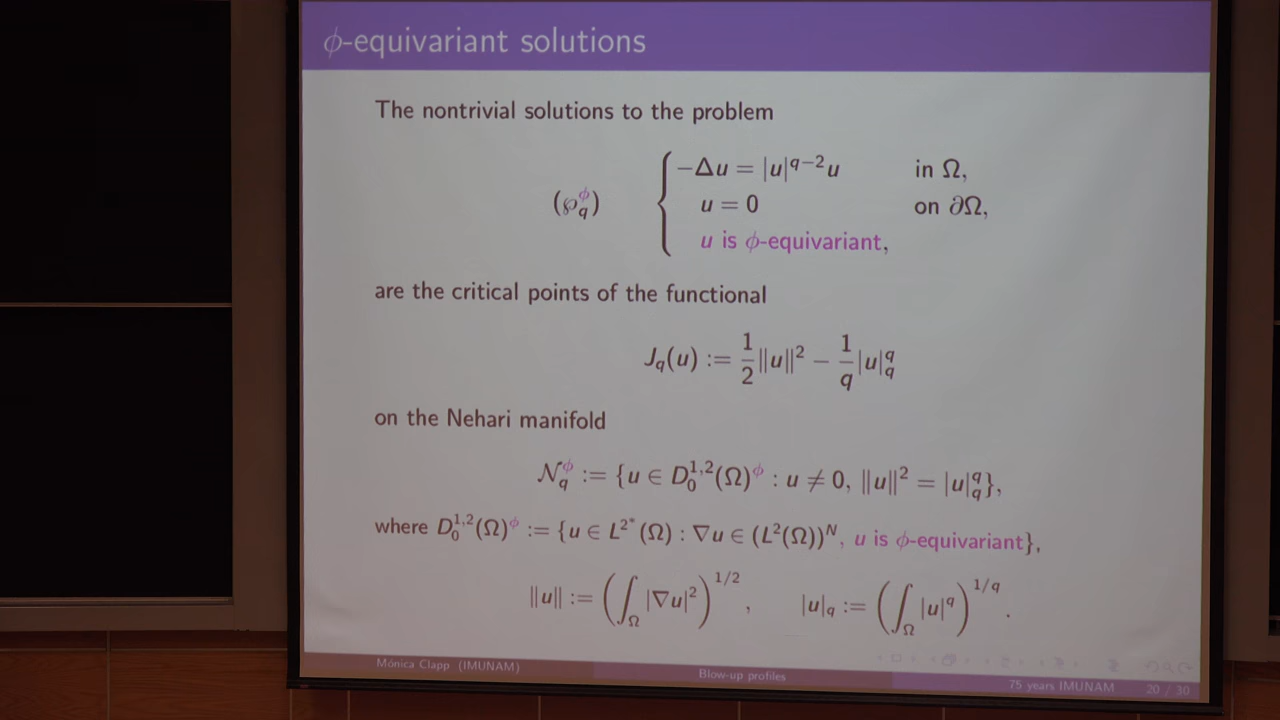 ϕ-equivariant solutions
The nontrivial solutions to the problem
(℘_q^ϕ) { −Δu = |u|^{q−2}u in Ω,
u = 0 on ∂Ω,
u is ϕ-equivariant,
are the critical points of the functional
J_q(u) := 1/2 ‖u‖² − 1/q |u|_q^q
on the Nehari manifold
𝒩_q^ϕ := {u ∈ D_0^{1,2}(Ω)^ϕ : u ≠ 0, ‖u‖² = |u|_q^q},
where D_0^{1,2}(Ω)^ϕ := {u ∈ L^{2*}(Ω) : ∇u ∈ (L²(Ω))^N, u is ϕ-equivariant},
‖u‖ := (∫_Ω |∇u|²)^{1/2}, |u|_q := (∫_Ω |u|^q)^{1/q}.
Mónica Clapp (IMUNAM) Blow-up profiles 75 years IMUNAM 20 / 30